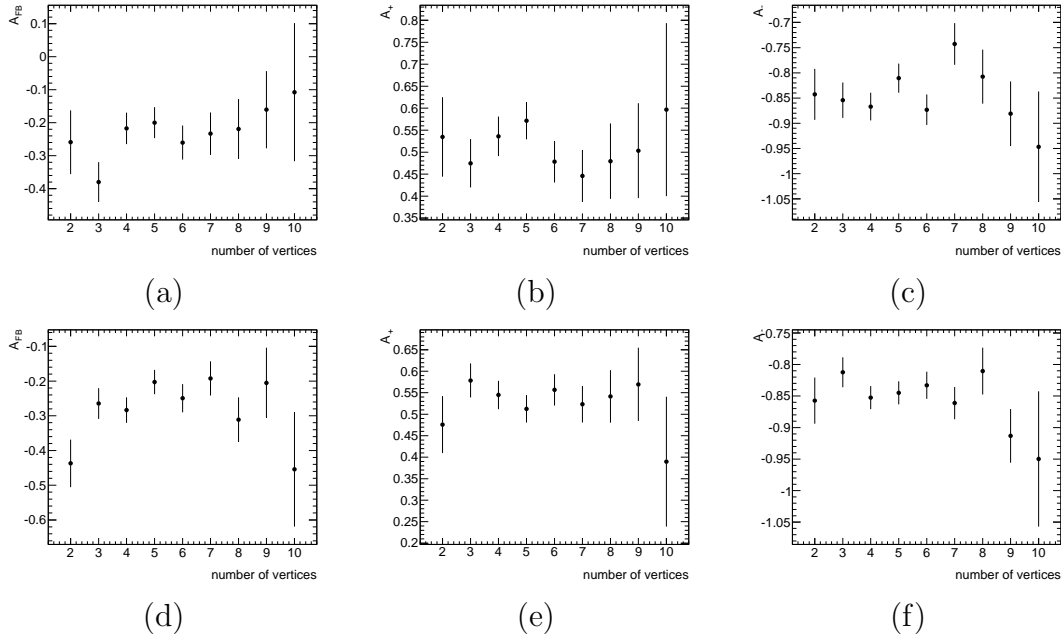 A_FB
0.1
0
-0.1
-0.2
-0.3
-0.4
2 3 4 5 6 7 8 9 10
number of vertices
(a)
A_+
0.8
0.75
0.7
0.65
0.6
0.55
0.5
0.45
0.4
0.35
2 3 4 5 6 7 8 9 10
number of vertices
(b)
A_-
-0.7
-0.75
-0.8
-0.85
-0.9
-0.95
-1
-1.05
2 3 4 5 6 7 8 9 10
number of vertices
(c)
A_FB
-0.1
-0.2
-0.3
-0.4
-0.5
-0.6
2 3 4 5 6 7 8 9 10
number of vertices
(d)
A_+
0.65
0.6
0.55
0.5
0.45
0.4
0.35
0.3
0.25
0.2
2 3 4 5 6 7 8 9 10
number of vertices
(e)
A_-
-0.75
-0.8
-0.85
-0.9
-0.95
-1
-1.05
2 3 4 5 6 7 8 9 10
number of vertices
(f)